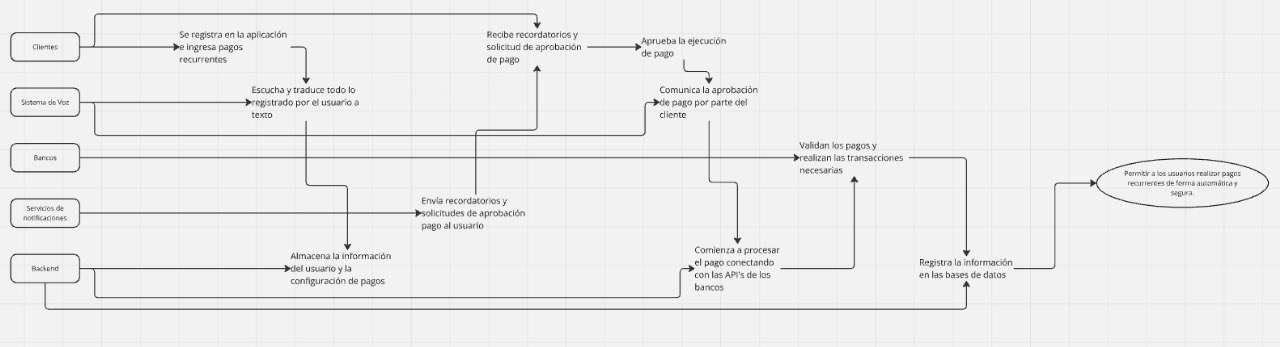 Clientes
Se registra en la aplicación
e ingresa pagos
recurrentes
Recibe recordatorios y
solicitud de aprobación
de pago
Aprueba la ejecución
de pago
Sistema de Voz
Escucha y traduce todo lo
registrado por el usuario a
texto
Comunica la aprobación
de pago por parte del
cliente
Bancos
Validan los pagos y
realizan las transacciones
necesarias
Permitir a los usuarios realizar pagos
recurrentes de forma automática y
segura.
Servicios de
notificaciones
Envía recordatorios y
solicitudes de aprobación
pago al usuario
Backend
Almacena la información
del usuario y la
configuración de pagos
Comienza a procesar
el pago conectando
con las API's de los
bancos
Registra la información
en las bases de datos